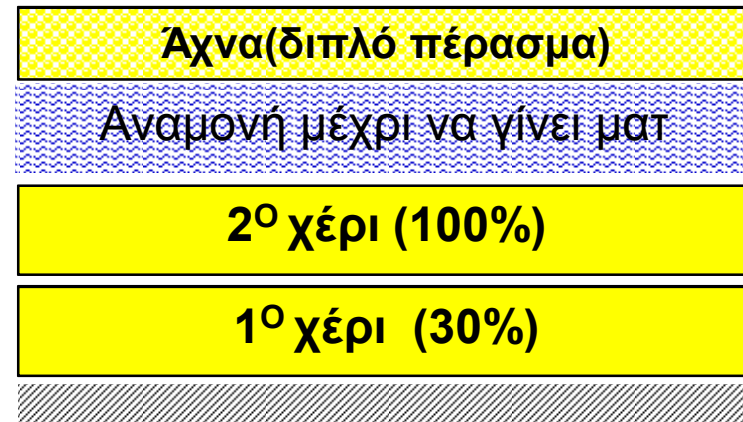 Άχνα(διπλό πέρασμα)
Αναμονή μέχρι να γίνει ματ
2Ο χέρι (100%)
1Ο χέρι (30%)